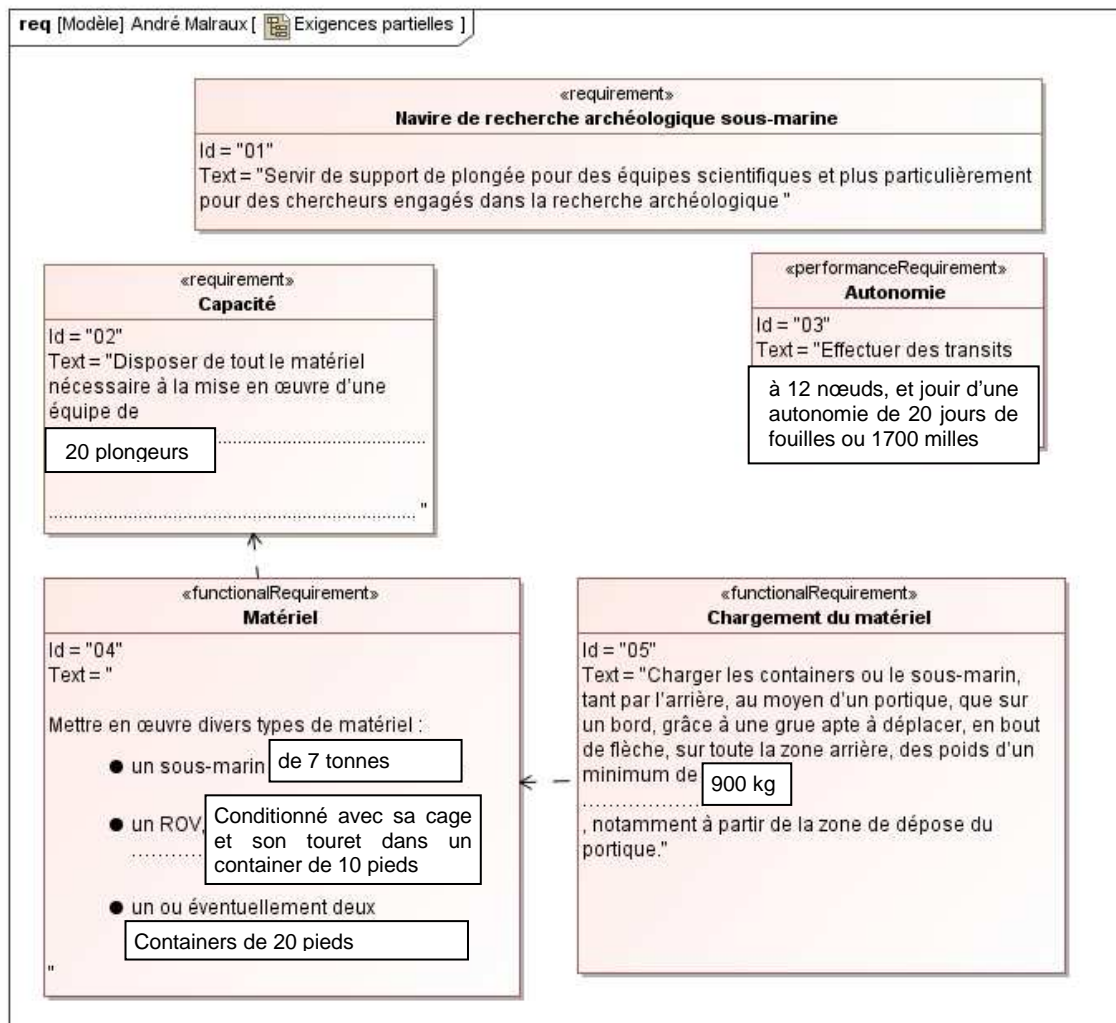 req [Modèle] André Malraux [ Exigences partielles ]
«requirement»
Navire de recherche archéologique sous-marine
Id = "01"
Text = "Servir de support de plongée pour des équipes scientifiques et plus particulièrement
pour des chercheurs engagés dans la recherche archéologique "
«requirement»
Capacité
Id = "02"
Text = "Disposer de tout le matériel
nécessaire à la mise en œuvre d'une
équipe de
20 plongeurs ..............................
.............................. "
«performanceRequirement»
Autonomie
Id = "03"
Text = "Effectuer des transits
à 12 nœuds, et jouir d'une
autonomie de 20 jours de
fouilles ou 1700 milles
«functionalRequirement»
Matériel
Id = "04"
Text = "
Mettre en œuvre divers types de matériel :
● un sous-marin de 7 tonnes
● un ROV, Conditionné avec sa cage
et son touret dans un
container de 10 pieds
● un ou éventuellement deux
Containers de 20 pieds
"
«functionalRequirement»
Chargement du matériel
Id = "05"
Text = "Charger les containers ou le sous-marin,
tant par l'arrière, au moyen d'un portique, que sur
un bord, grâce à une grue apte à déplacer, en bout
de flèche, sur toute la zone arrière, des poids d'un
minimum de 900 kg
, notamment à partir de la zone de dépose du
portique."